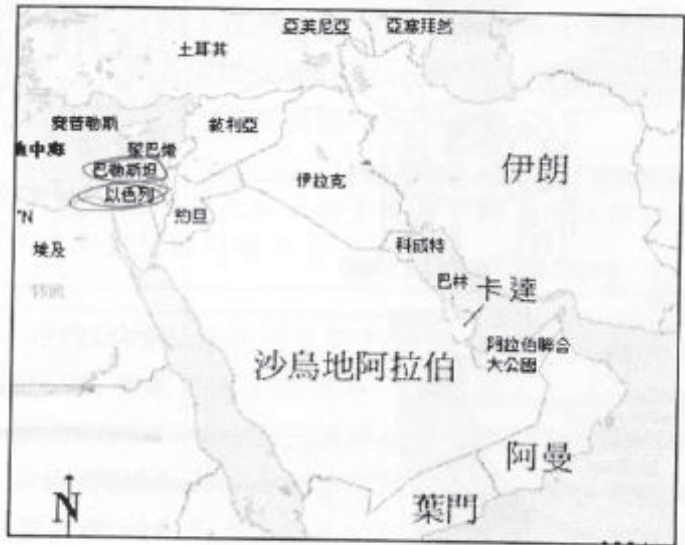 亞美尼亞
亞塞拜然
土耳其
賽普勒斯
敘利亞
地中海
黎巴嫩
巴勒斯坦
以色列
伊拉克
伊朗
°N
約旦
埃及
科威特
巴林
卡達
阿拉伯聯合
大公國
沙烏地阿拉伯
阿曼
葉門
N